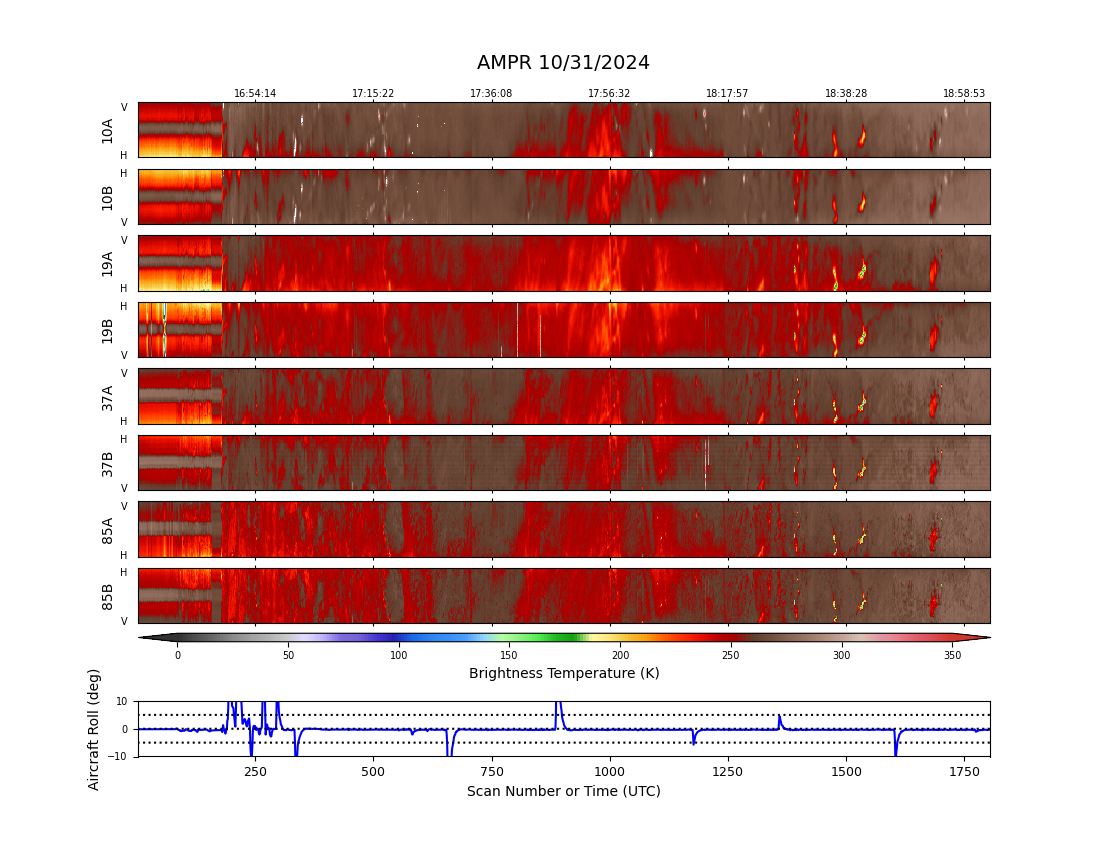 AMPR 10/31/2024
16:54:14 17:15:22 17:36:08 17:56:32 18:17:57 18:38:28 18:58:53
V
10A
H
H
10B
V
V
19A
H
H
19B
V
V
37A
H
H
37B
V
V
85A
H
H
85B
V
0 50 100 150 200 250 300 350
Brightness Temperature (K)
Aircraft Roll (deg)
10
0
−10
250 500 750 1000 1250 1500 1750
Scan Number or Time (UTC)